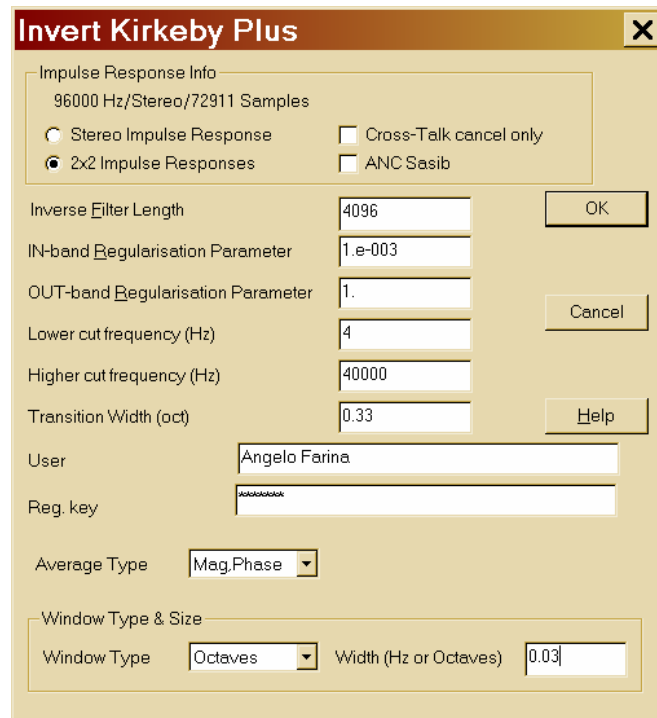 Invert Kirkeby Plus
Impulse Response Info
96000 Hz/Stereo/72911 Samples
Stereo Impulse Response
Cross-Talk cancel only
2x2 Impulse Responses
ANC Sasib
Inverse Filter Length
4096
OK
IN-band Regularisation Parameter
1.e-003
OUT-band Regularisation Parameter
1.
Cancel
Lower cut frequency (Hz)
4
Higher cut frequency (Hz)
40000
Transition Width (oct)
0.33
Help
User
Angelo Farina
Reg. key
********
Average Type
Mag,Phase
Window Type & Size
Window Type
Octaves
Width (Hz or Octaves)
0.03